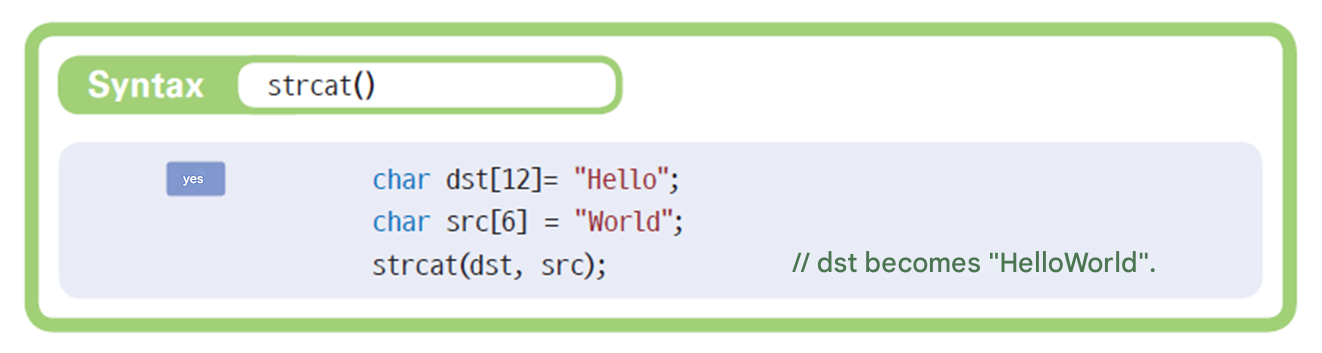 Syntax strcat()
yes
char dst[12]= "Hello";
char src[6] = "World";
strcat(dst, src); // dst becomes "HelloWorld".